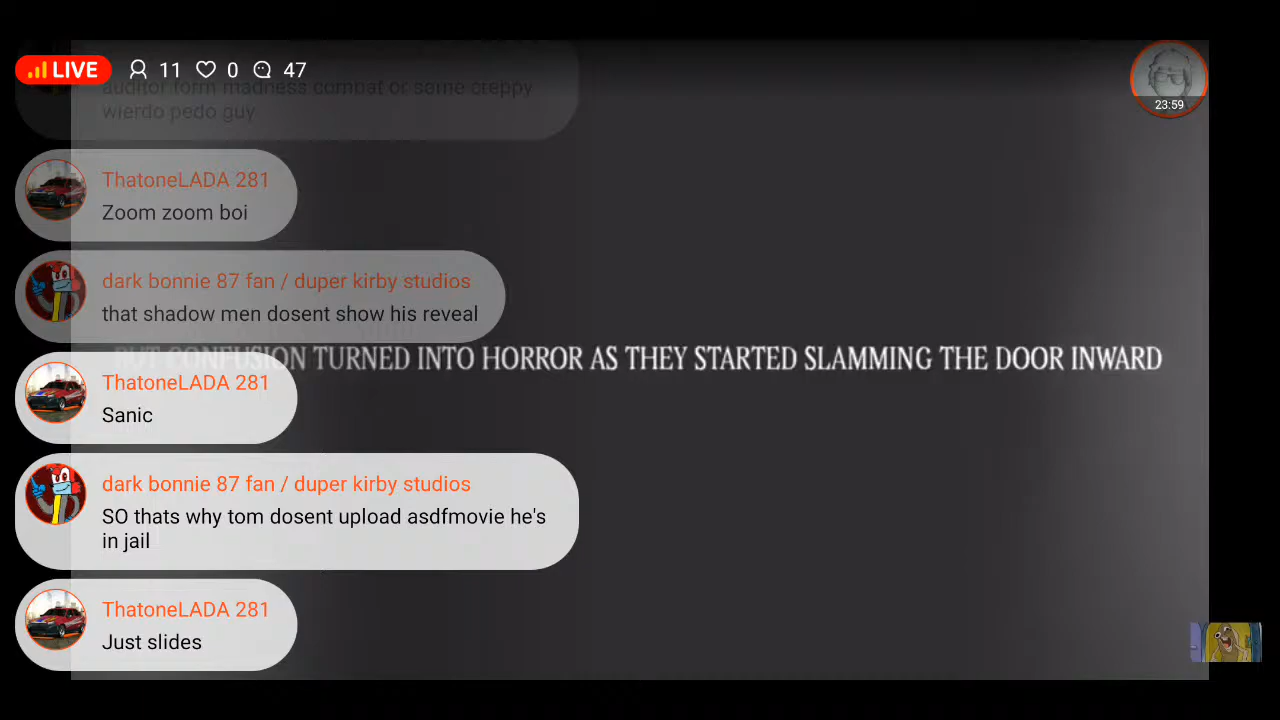 LIVE 11 0 47
23:59
auditor form madness combat or some creppy
wierdo pedo guy
ThatoneLADA 281
Zoom zoom boi
dark bonnie 87 fan / duper kirby studios
that shadow men dosent show his reveal
BUT CONFUSION TURNED INTO HORROR AS THEY STARTED SLAMMING THE DOOR INWARD
ThatoneLADA 281
Sanic
dark bonnie 87 fan / duper kirby studios
SO thats why tom dosent upload asdfmovie he's
in jail
ThatoneLADA 281
Just slides